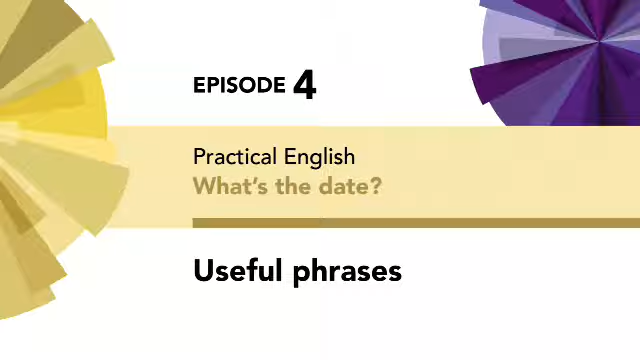 EPISODE 4
Practical English
What's the date?
Useful phrases